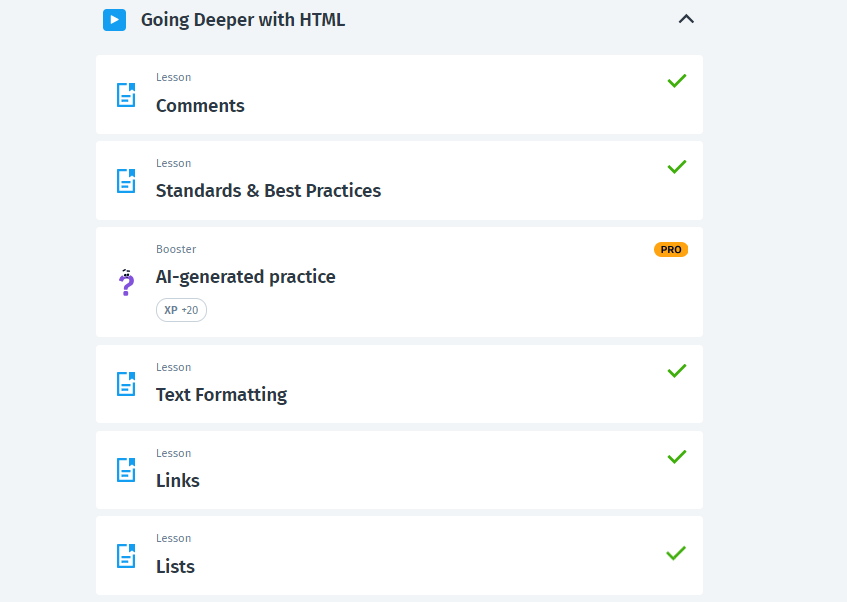 Going Deeper with HTML
Lesson
Comments
Lesson
Standards & Best Practices
Booster
PRO
AI-generated practice
XP +20
Lesson
Text Formatting
Lesson
Links
Lesson
Lists